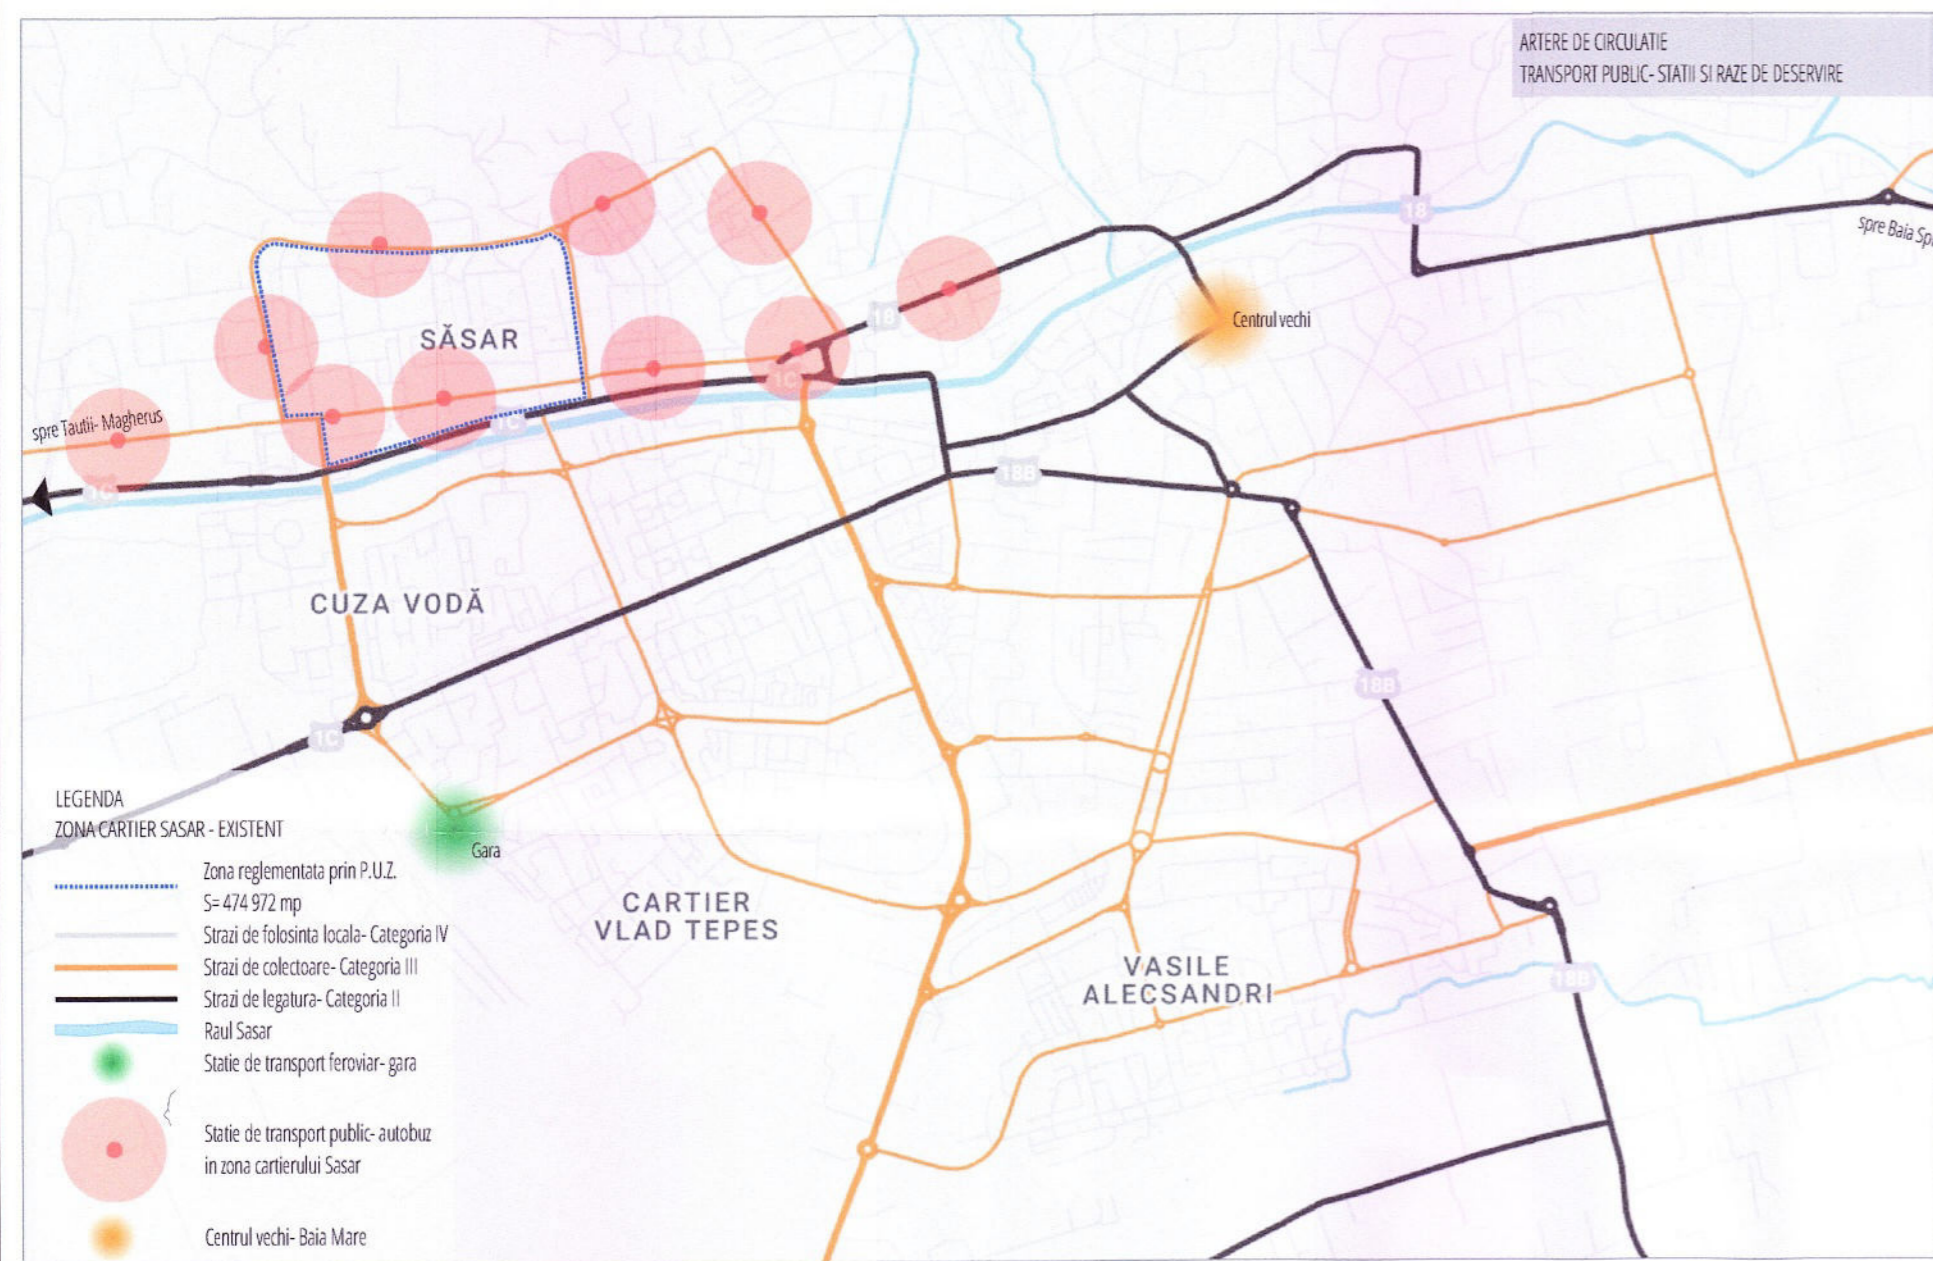 ARTERE DE CIRCULATIE
TRANSPORT PUBLIC- STATII SI RAZE DE DESERVIRE
18
spre Baia Sp
18
Centrul vechi
SĂSAR
1C
spre Tautii- Magherus
1C
1C
18B
CUZA VODĂ
18B
1C
LEGENDA
ZONA CARTIER SASAR - EXISTENT
Gara
Zona reglementata prin P.U.Z.
S= 474 972 mp
Strazi de folosinta locala- Categoria IV
Strazi de colectoare- Categoria III
Strazi de legatura- Categoria II
Raul Sasar
Statie de transport feroviar- gara
Statie de transport public- autobuz
in zona cartierului Sasar
Centrul vechi- Baia Mare
CARTIER
VLAD TEPES
VASILE
ALECSANDRI
18B